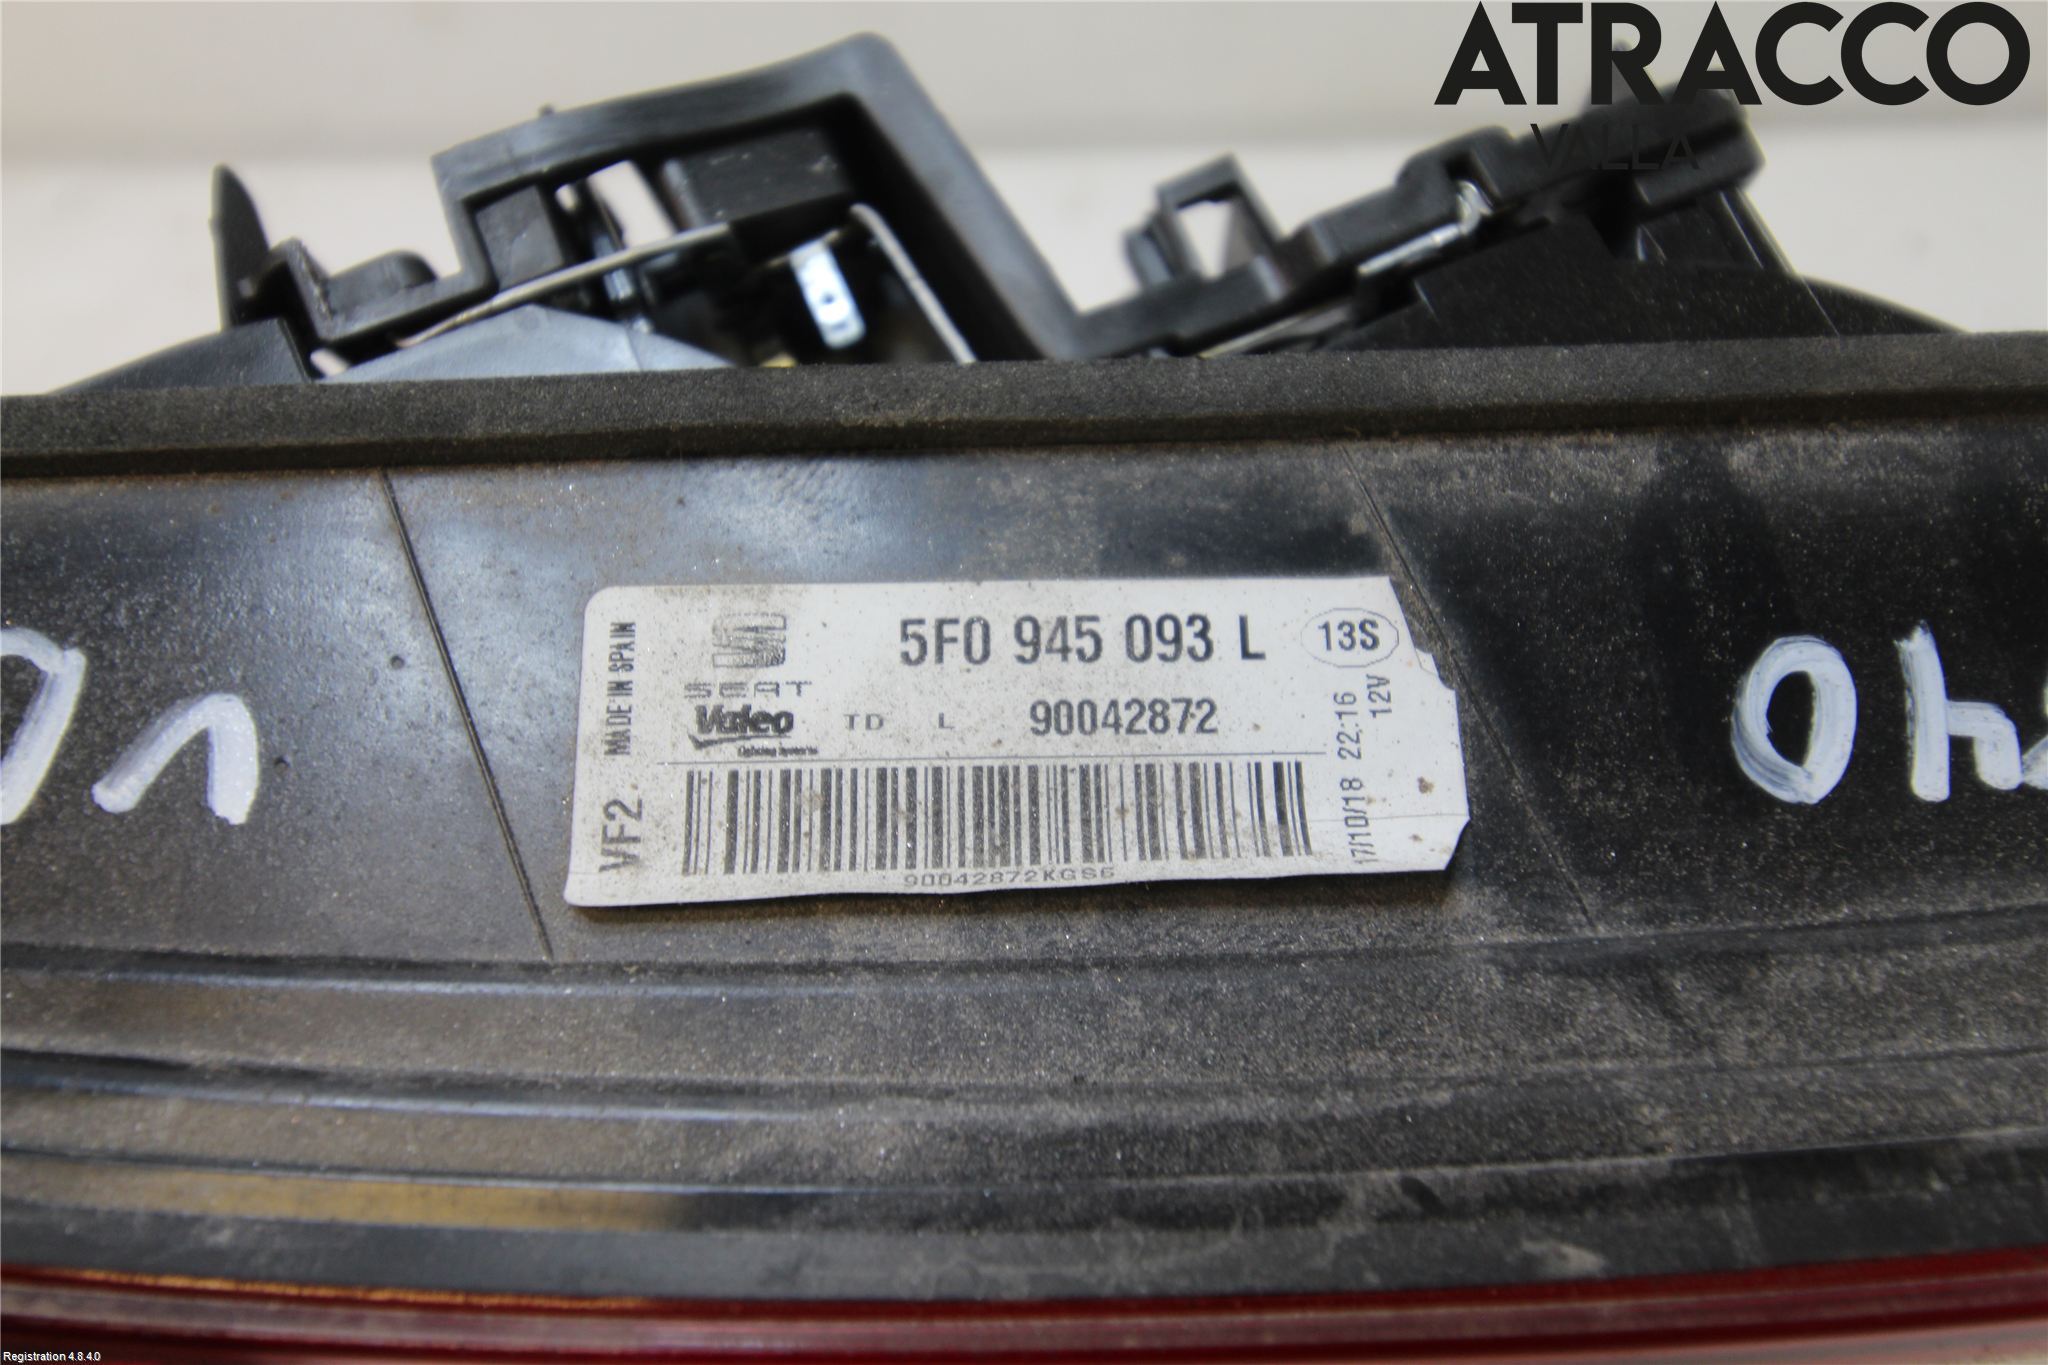 ATRACCO
VALLA
MADE IN SPAIN
VF2
SEAT
5F0 945 093 L
13S
Valeo
TD L 90042872
90042872KGS6
17/10/18 22:16
12V
Registration 4.8.4.0